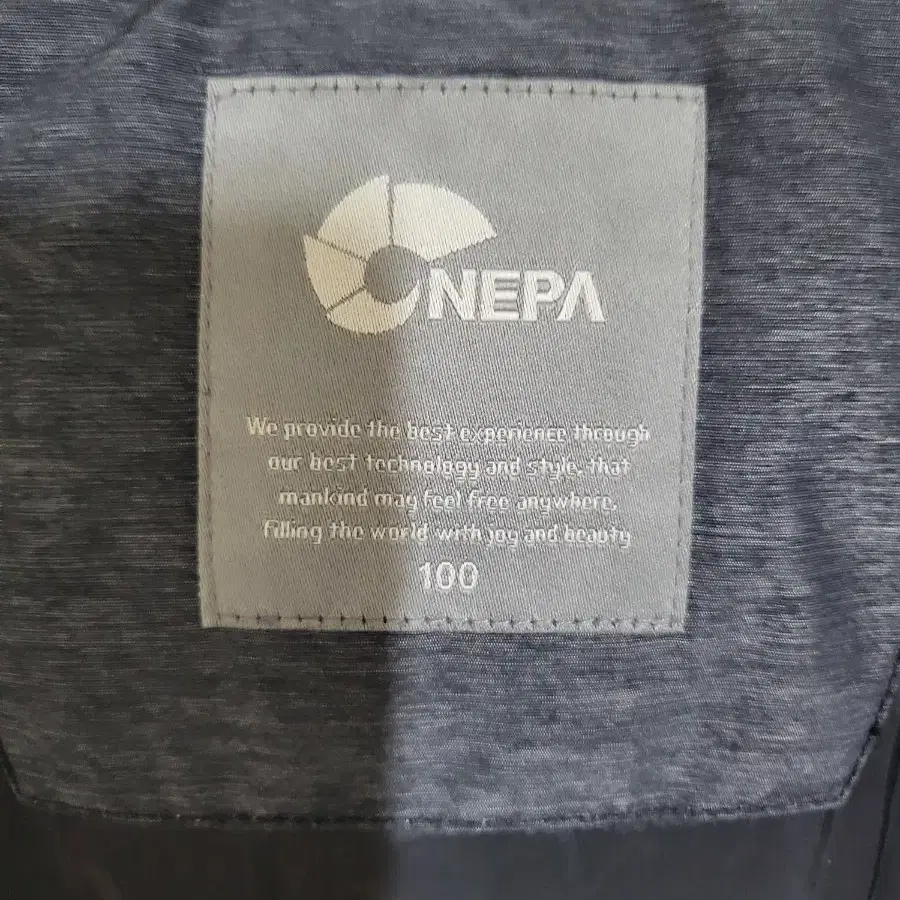 NEPA
We provide the best experience through
our best technology and style, that
mankind may feel free anywhere,
filling the world with joy and beauty
100